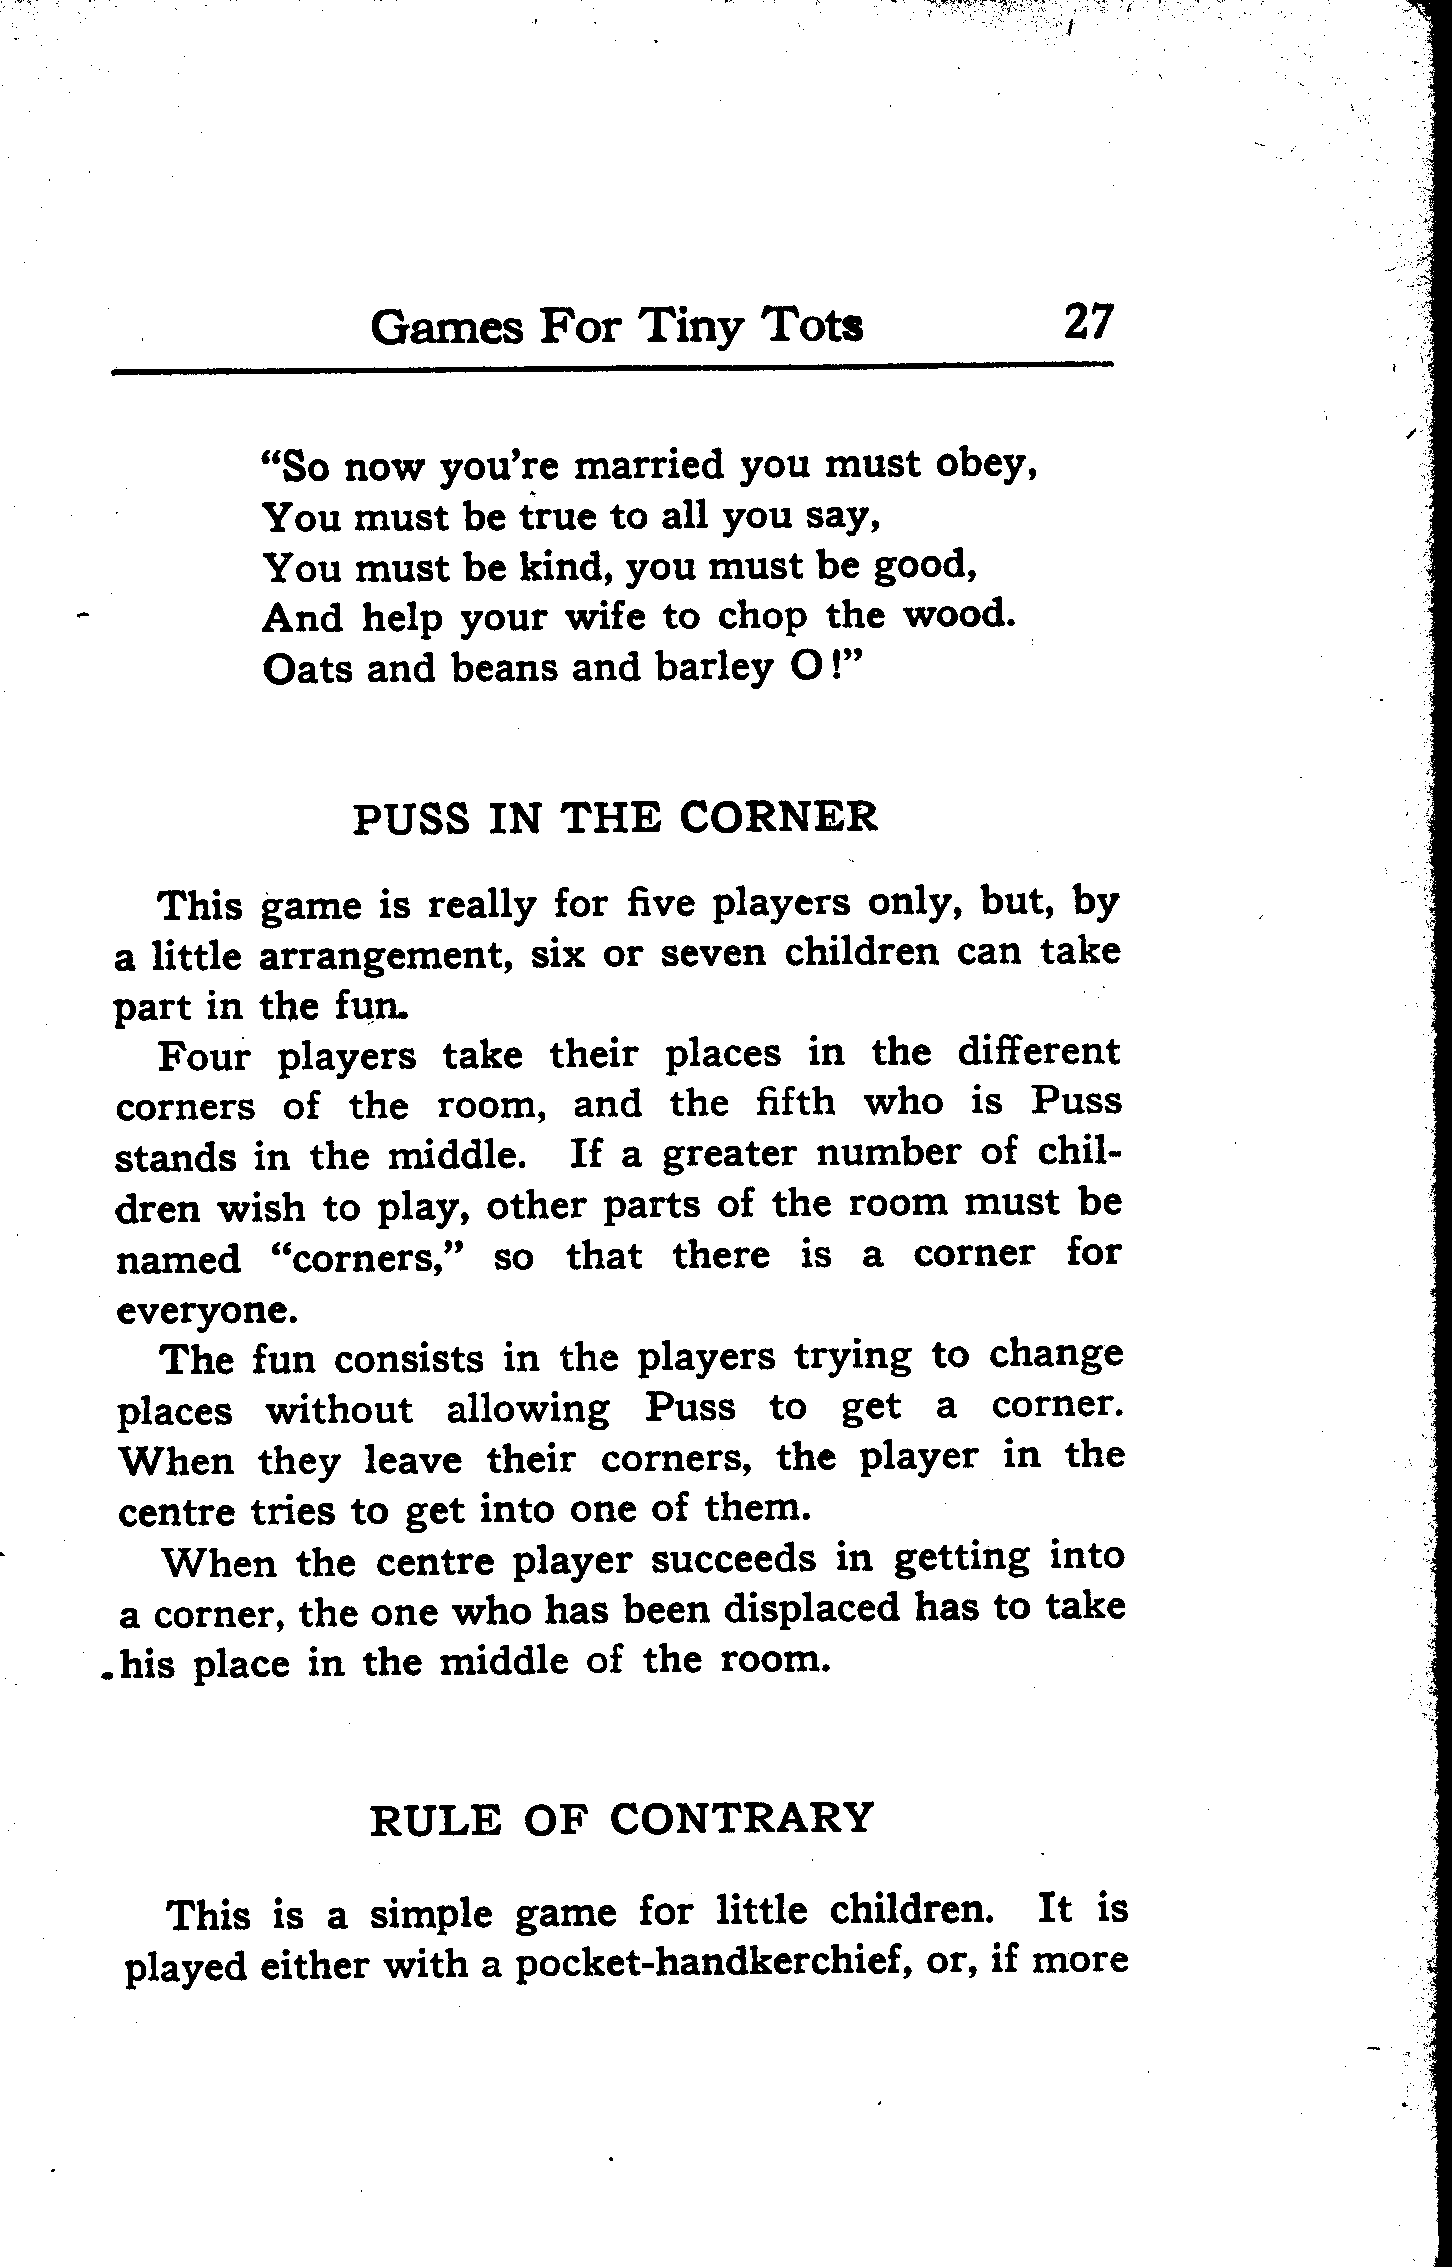 Games For Tiny Tots 27
“So now you’re married you must obey,
You must be true to all you say,
You must be kind, you must be good,
And help your wife to chop the wood.
Oats and beans and barley O!”
PUSS IN THE CORNER
This game is really for five players only, but, by
a little arrangement, six or seven children can take
part in the fun.
Four players take their places in the different
corners of the room, and the fifth who is Puss
stands in the middle. If a greater number of chil-
dren wish to play, other parts of the room must be
named “corners,” so that there is a corner for
everyone.
The fun consists in the players trying to change
places without allowing Puss to get a corner.
When they leave their corners, the player in the
centre tries to get into one of them.
When the centre player succeeds in getting into
a corner, the one who has been displaced has to take
his place in the middle of the room.
RULE OF CONTRARY
This is a simple game for little children. It is
played either with a pocket-handkerchief, or, if more